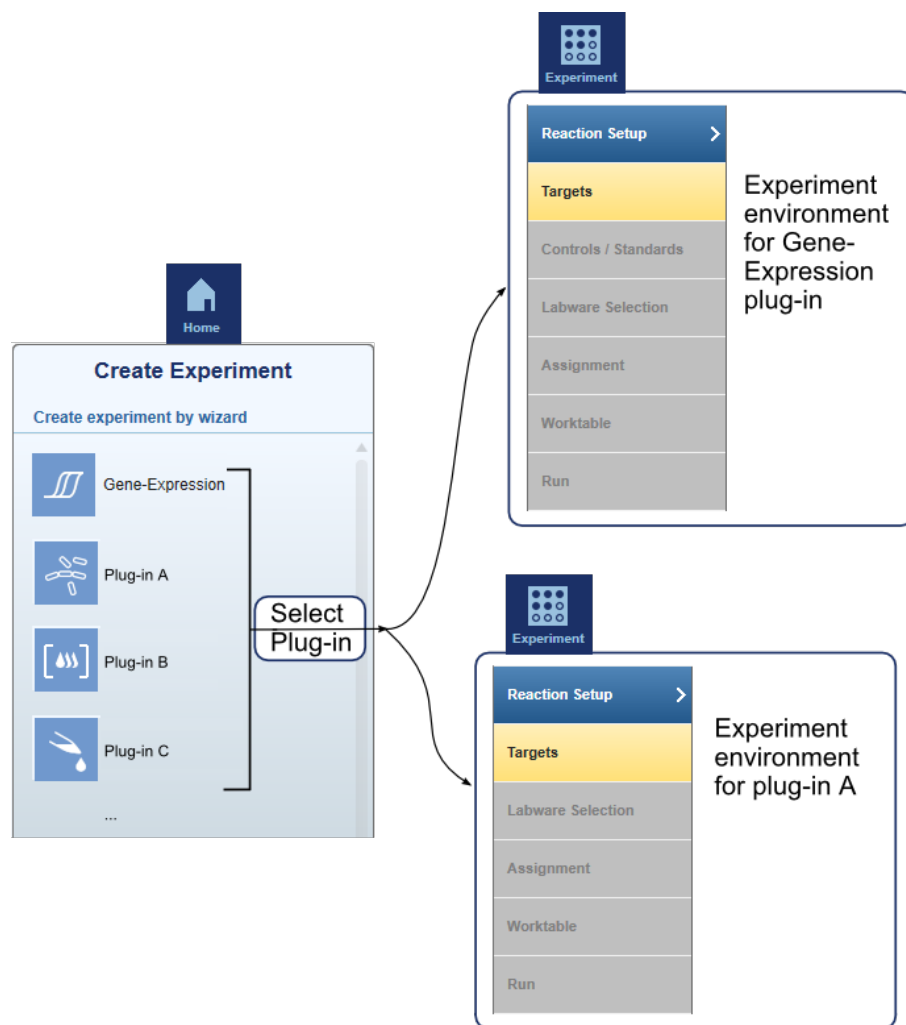 Experiment
Reaction Setup
Targets
Controls / Standards
Labware Selection
Assignment
Worktable
Run
Experiment
environment
for Gene-
Expression
plug-in
Home
Create Experiment
Create experiment by wizard
Gene-Expression
Plug-in A
Plug-in B
Plug-in C
...
Select
Plug-in
Experiment
Reaction Setup
Targets
Labware Selection
Assignment
Worktable
Run
Experiment
environment
for plug-in A